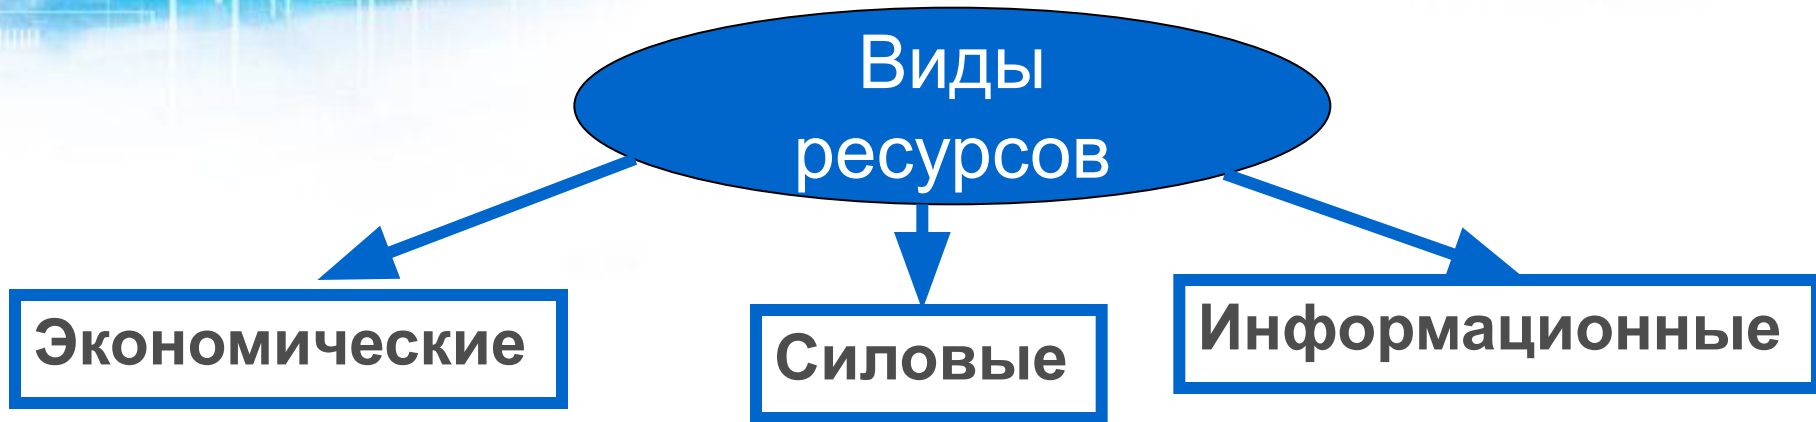 Виды
ресурсов
Экономические
Силовые
Информационные